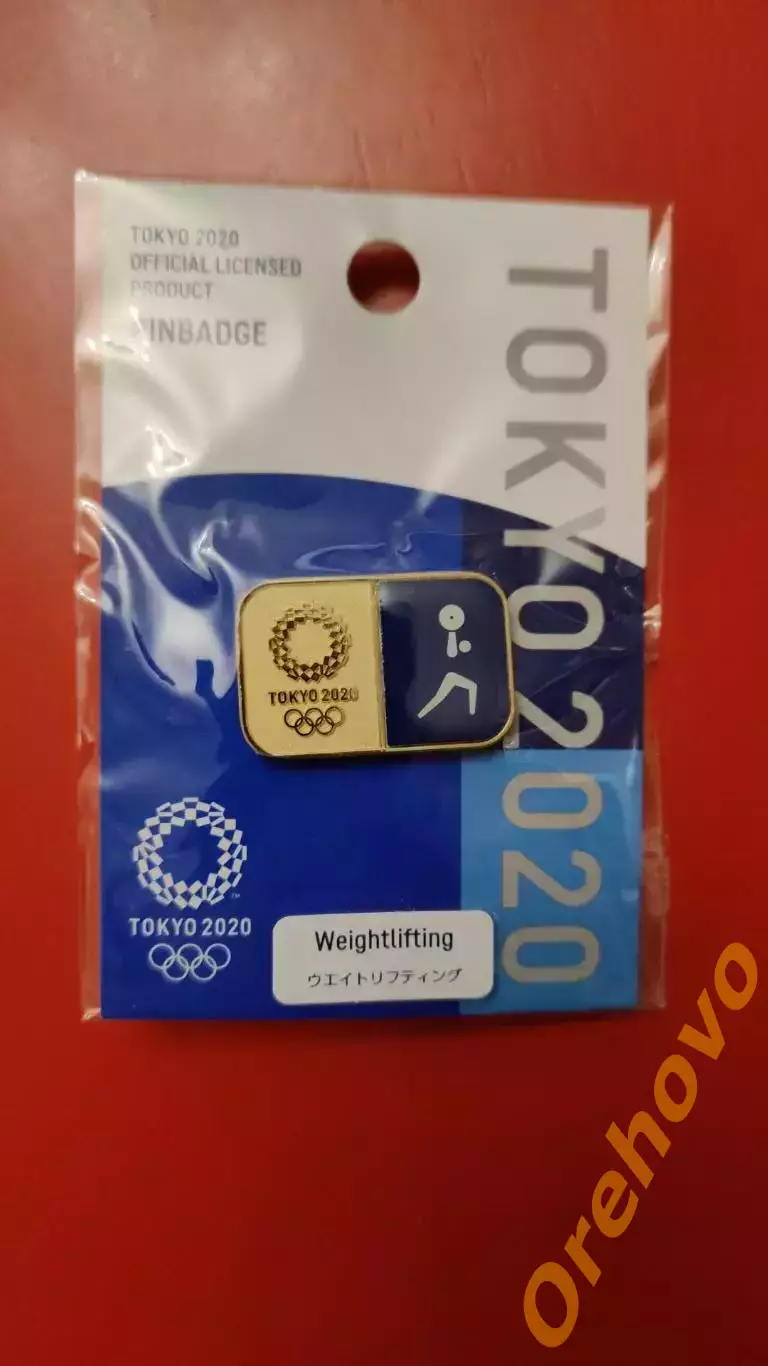 TOKYO 2020
OFFICIAL LICENSED
PRODUCT
PINBADGE
TOKYO 2020
TOKYO 2020
TOKYO 2020
Weightlifting
ウエイトリフティング
Orehovo